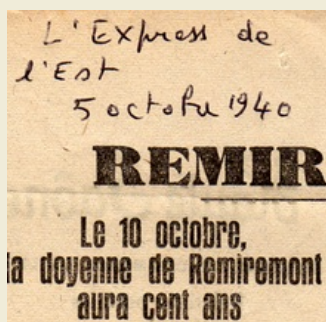 L'Express de
l'Est
5 octobre 1940
REMIR
Le 10 octobre,
la doyenne de Remiremont
aura cent ans